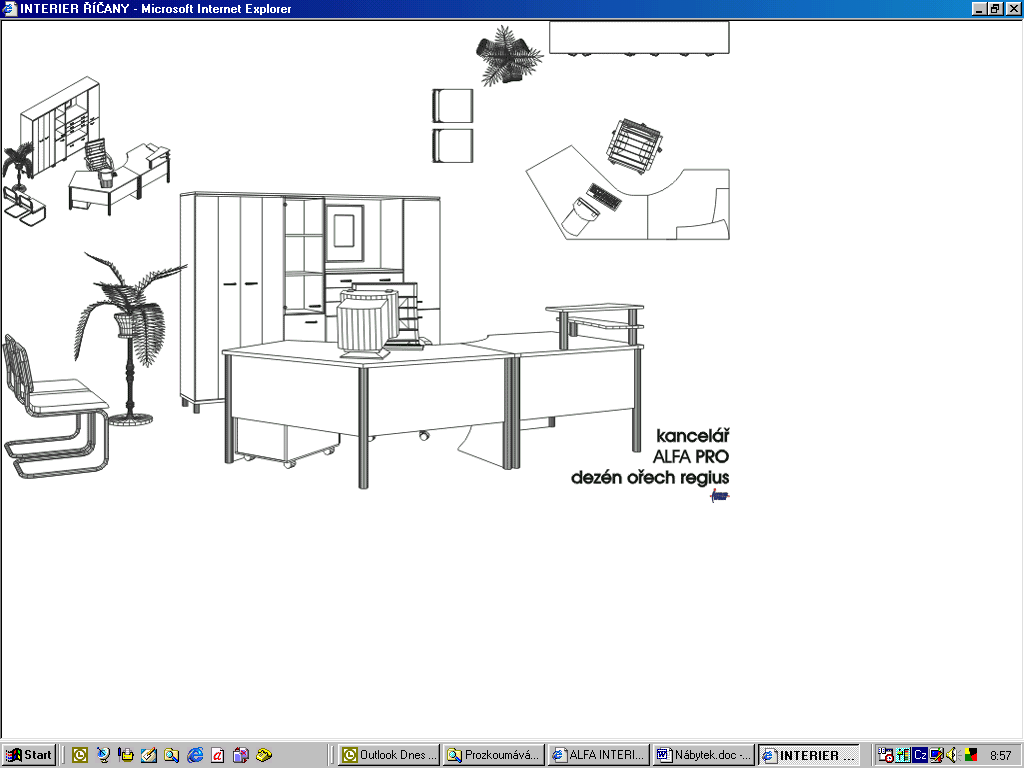 INTERIER ŘÍČANY - Microsoft Internet Explorer
kancelář
ALFA PRO
dezén ořech regius
Start
Outlook Dnes ...
Prozkoumává...
ALFA INTERI...
Nábytek.doc -...
INTERIER ...
Cz
8:57